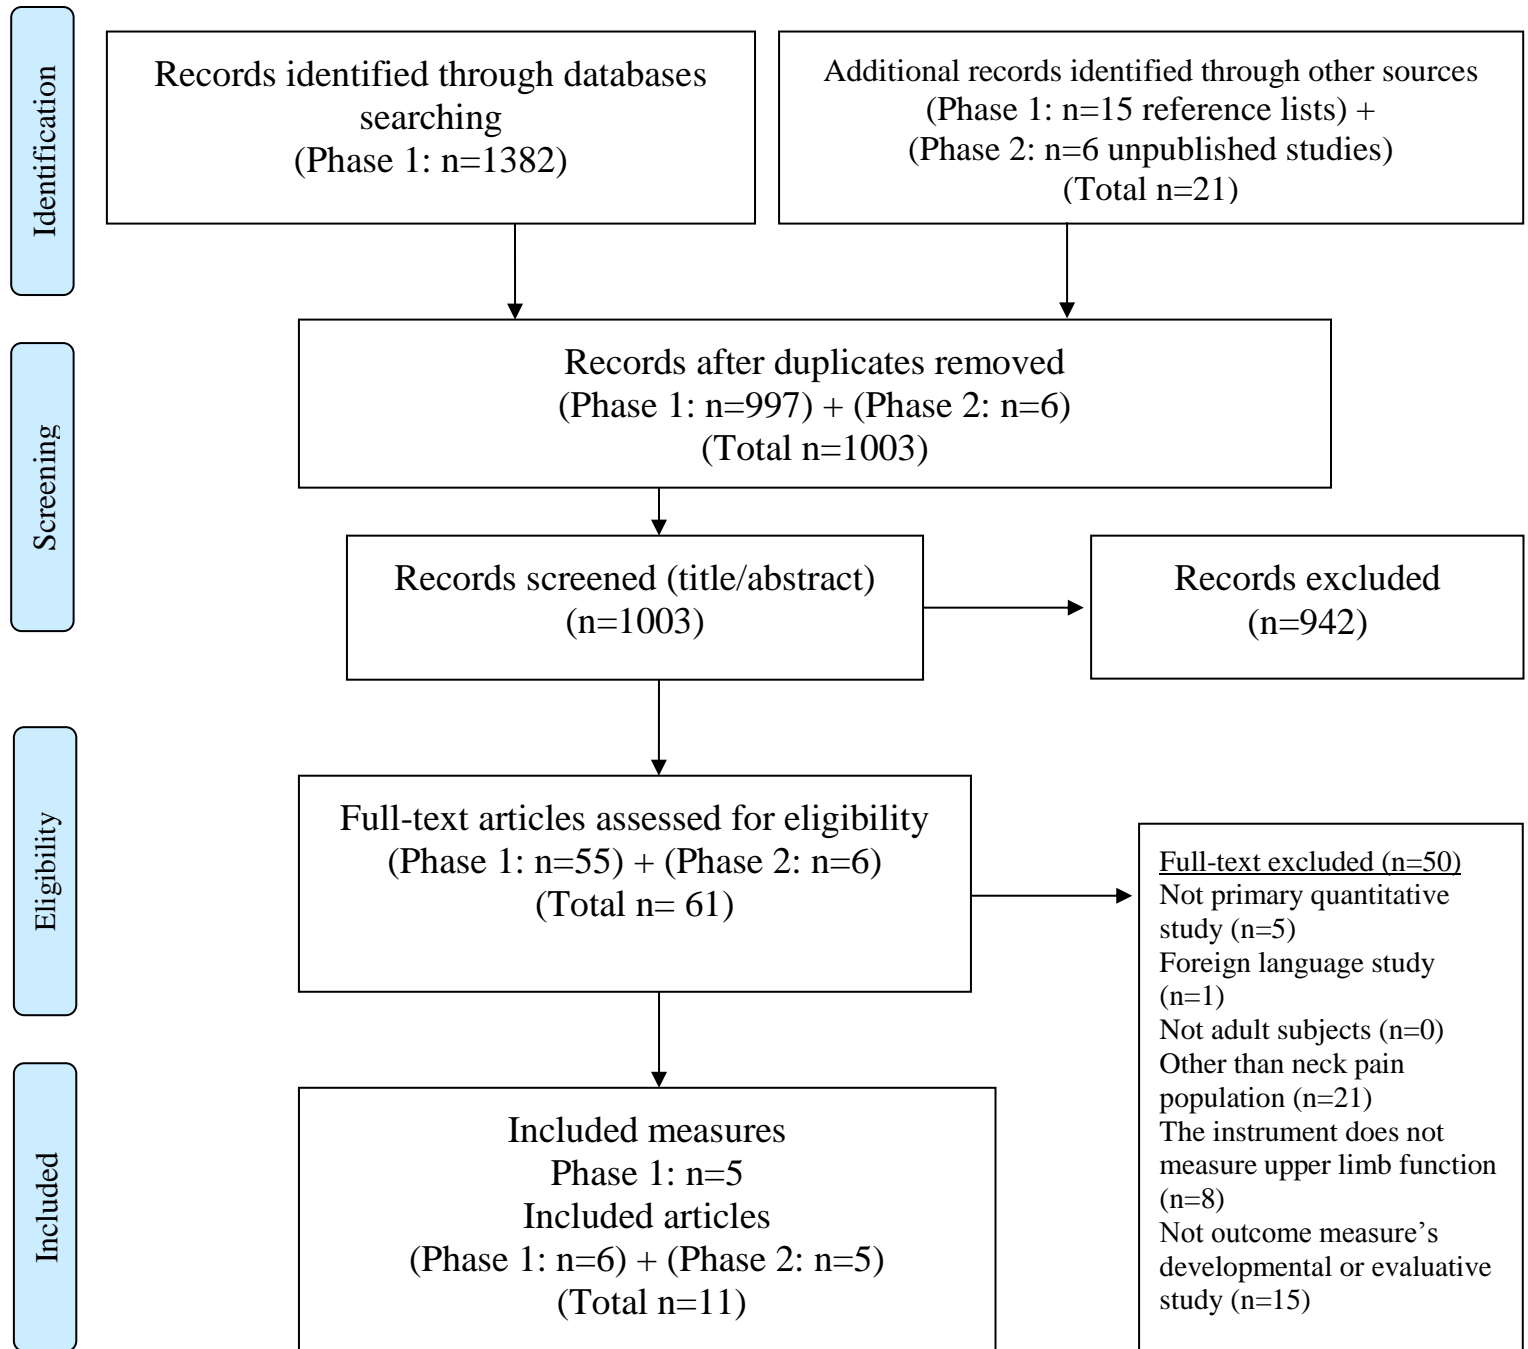 Identification
Records identified through databases
searching
(Phase 1: n=1382)
Additional records identified through other sources
(Phase 1: n=15 reference lists) +
(Phase 2: n=6 unpublished studies)
(Total n=21)
Screening
Records after duplicates removed
(Phase 1: n=997) + (Phase 2: n=6)
(Total n=1003)
Records screened (title/abstract)
(n=1003)
Records excluded
(n=942)
Eligibility
Full-text articles assessed for eligibility
(Phase 1: n=55) + (Phase 2: n=6)
(Total n= 61)
Full-text excluded (n=50)
Not primary quantitative
study (n=5)
Foreign language study
(n=1)
Not adult subjects (n=0)
Other than neck pain
population (n=21)
The instrument does not
measure upper limb function
(n=8)
Not outcome measure’s
developmental or evaluative
study (n=15)
Included
Included measures
Phase 1: n=5
Included articles
(Phase 1: n=6) + (Phase 2: n=5)
(Total n=11)